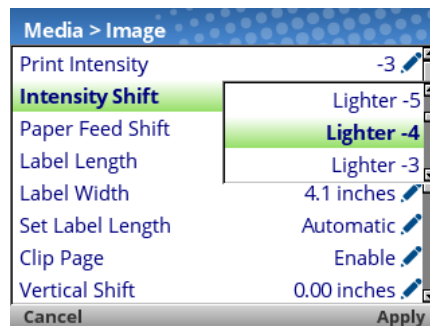 Media > Image
Print Intensity -3
Intensity Shift Lighter -5
Lighter -4
Paper Feed Shift
Label Length Lighter -3
Label Width 4.1 inches
Set Label Length Automatic
Clip Page Enable
Vertical Shift 0.00 inches
Cancel Apply